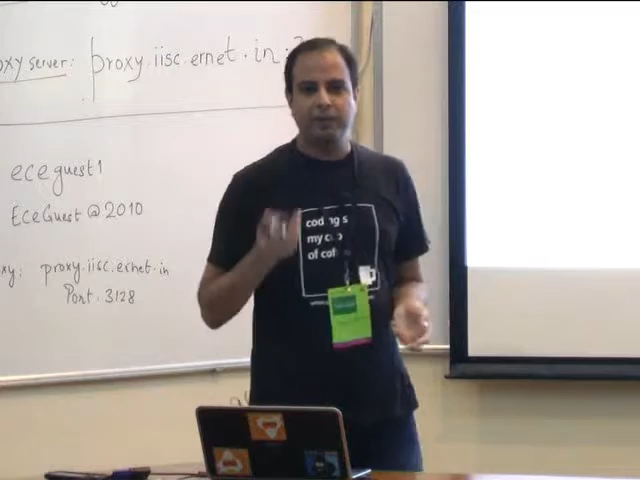 oxy server: proxy.iisc.ernet.in
eceguest1
EceGuest@2010
xy: proxy.iisc.ernet.in
Port. 3128
coding s
my cup
of cof